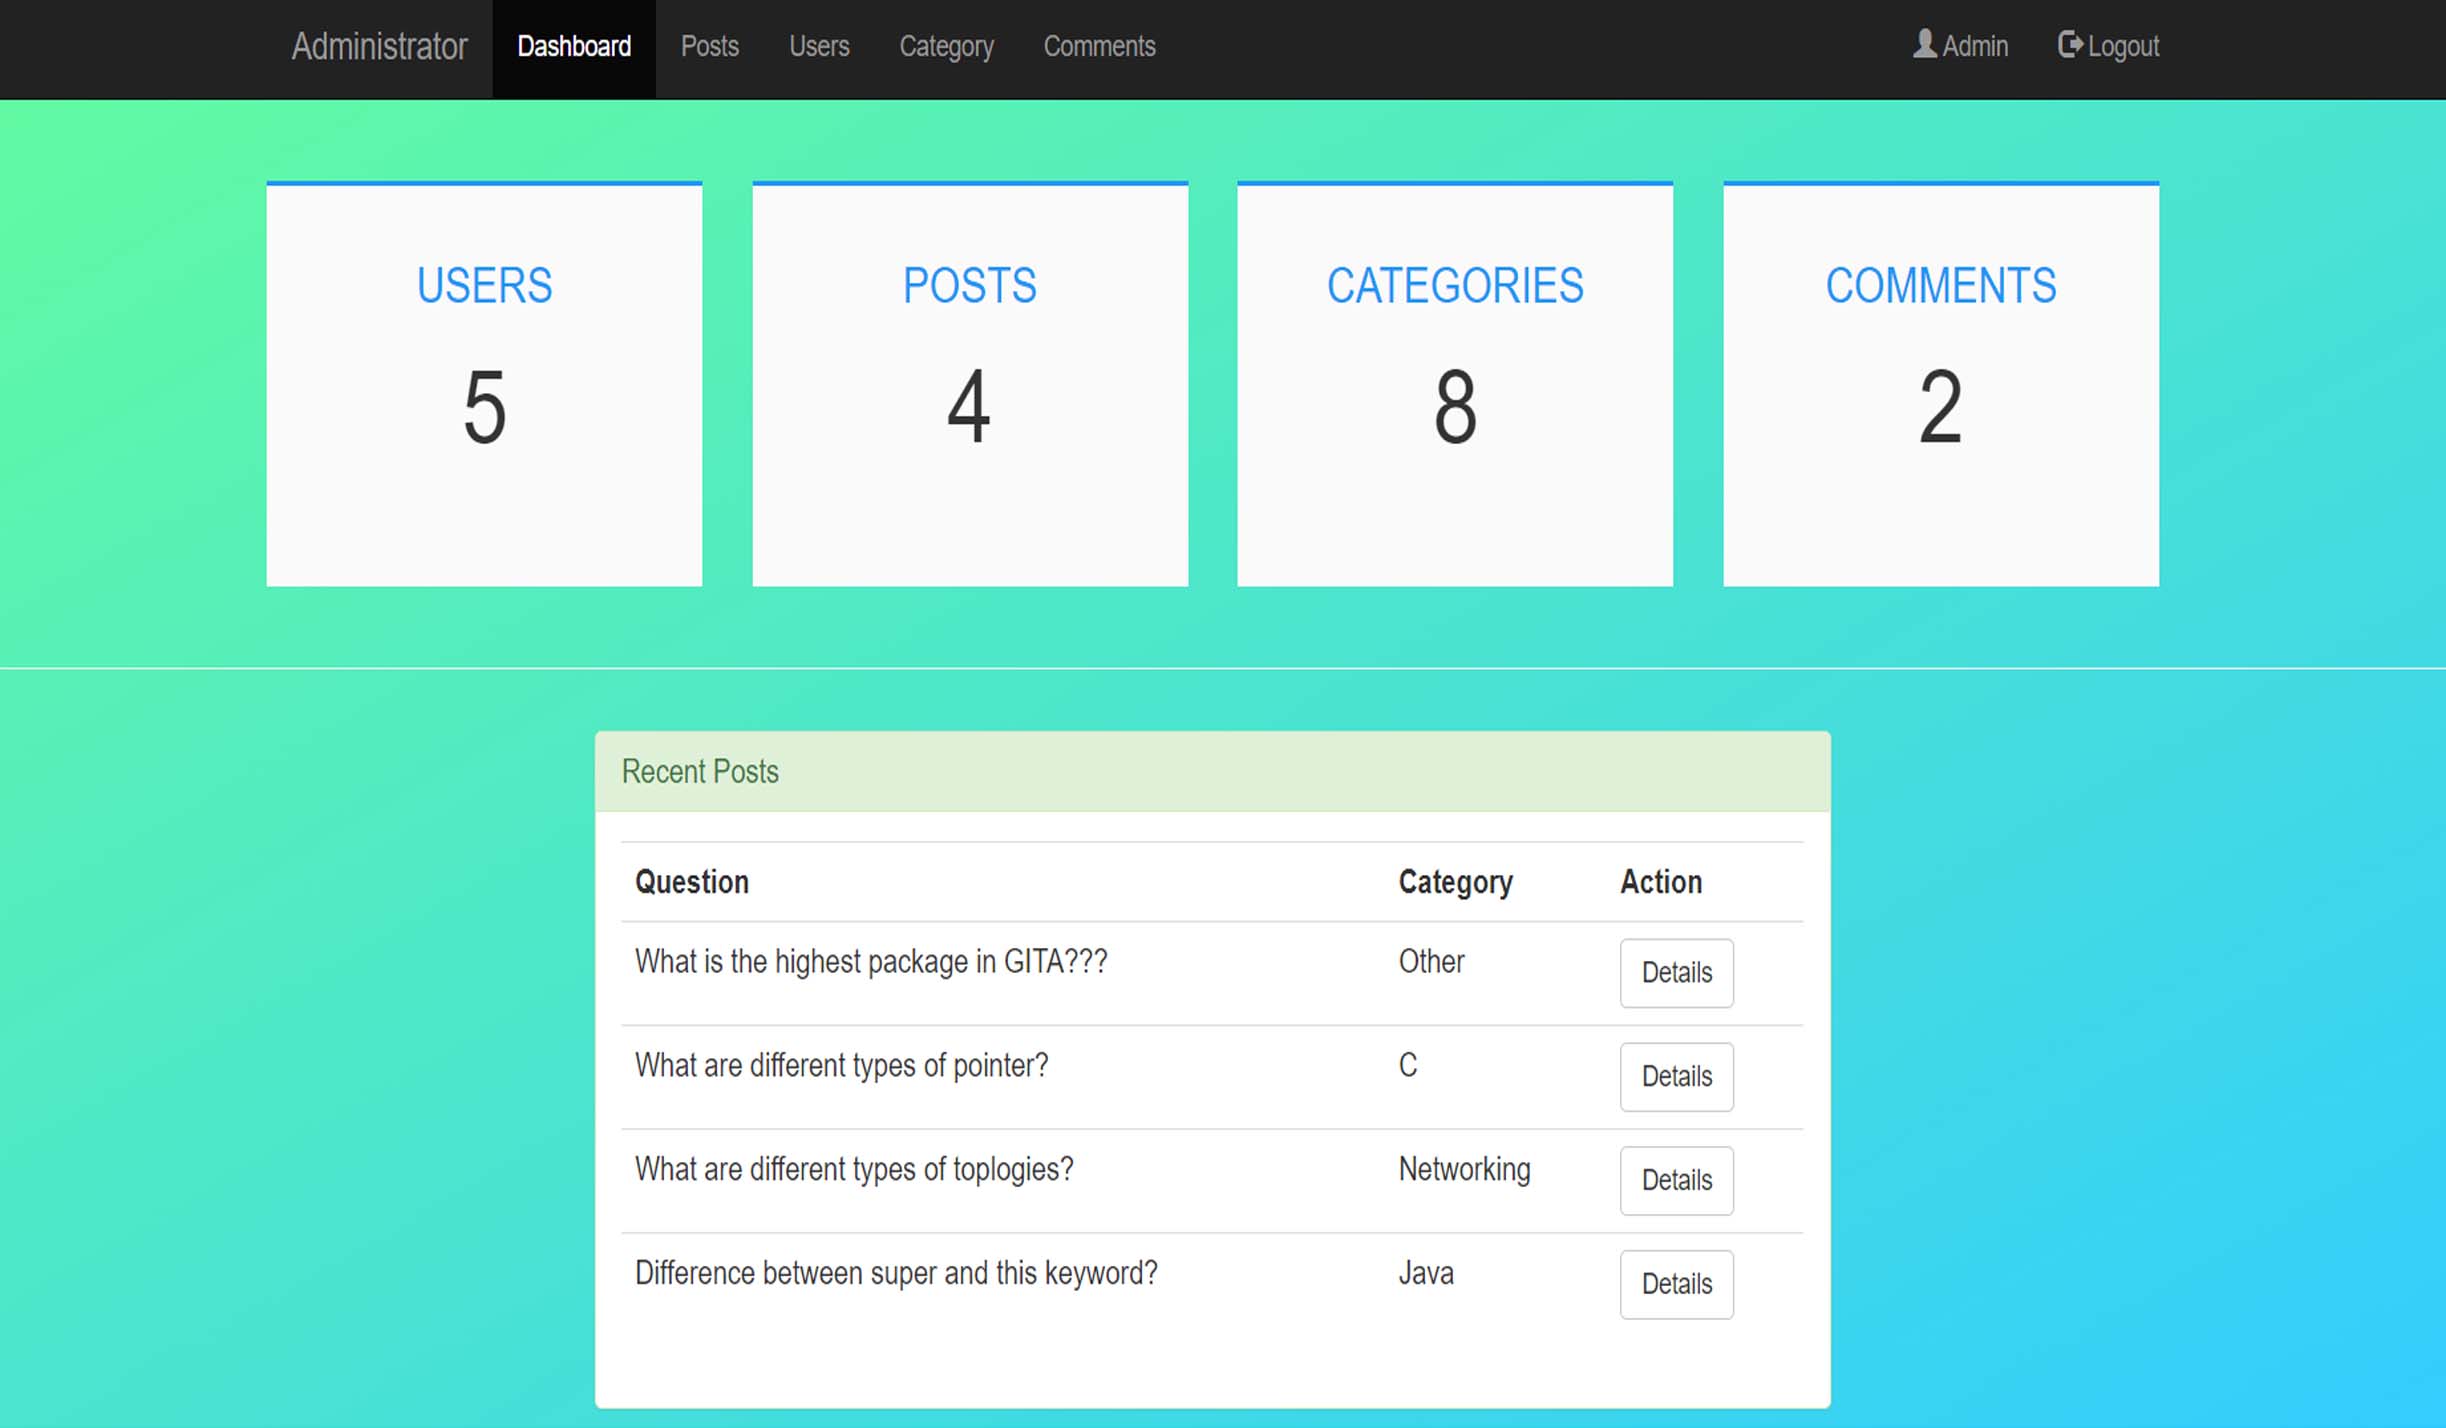 Administrator Dashboard Posts Users Category Comments Admin Logout
USERS POSTS CATEGORIES COMMENTS
5 4 8 2
Recent Posts
Question Category Action
What is the highest package in GITA??? Other Details
What are different types of pointer? C Details
What are different types of toplogies? Networking Details
Difference between super and this keyword? Java Details